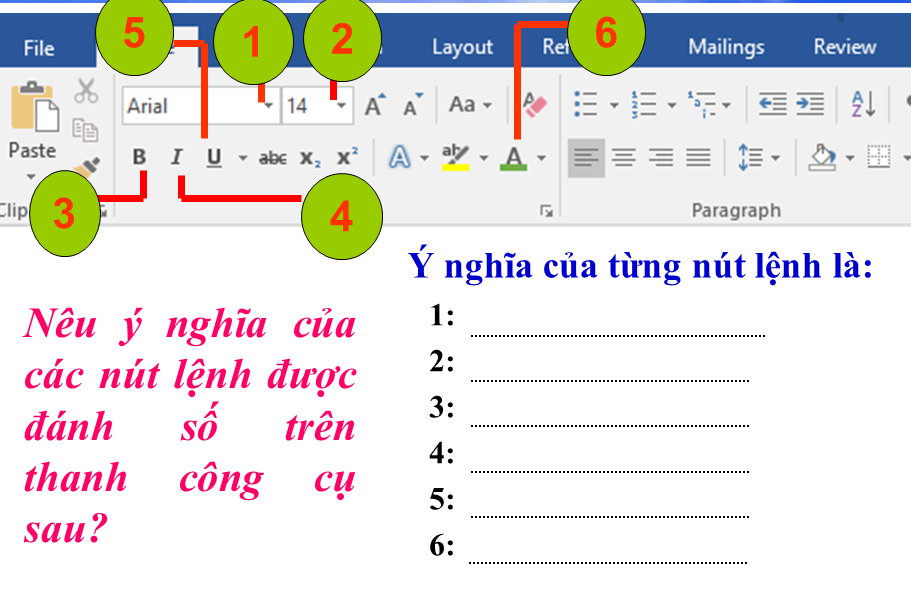 File Layout Ref Mailings Review
5 1 2 6
Arial 14 A A Aa
Paste B I U abc X₂ X² A ab A
Clip Paragraph
3 4
Ý nghĩa của từng nút lệnh là:
Nêu ý nghĩa của
các nút lệnh được
đánh số trên
thanh công cụ
sau?
1:
2:
3:
4:
5:
6: